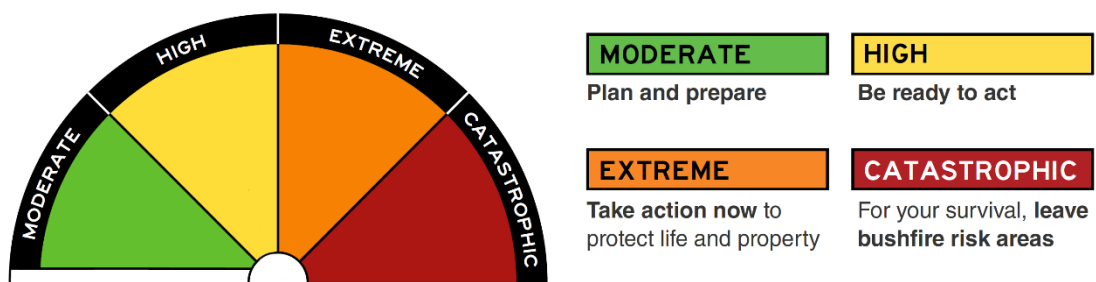 MODERATE
HIGH
EXTREME
CATASTROPHIC
MODERATE
Plan and prepare
HIGH
Be ready to act
EXTREME
Take action now to
protect life and property
CATASTROPHIC
For your survival, leave
bushfire risk areas